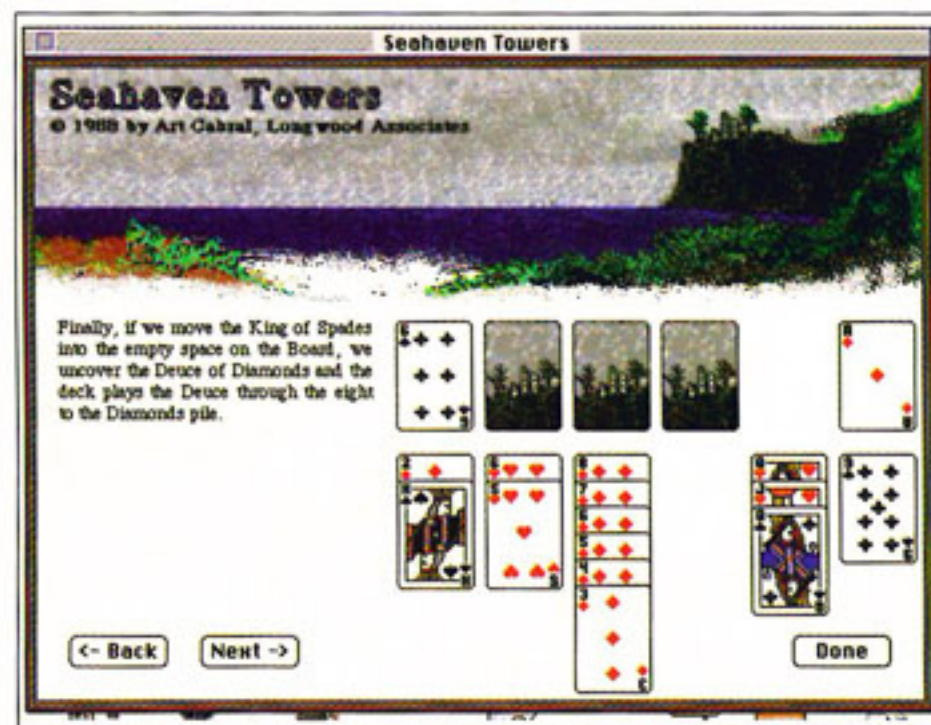 Seahaven Towers
Seahaven Towers
© 1988 by Art Cabral, Longwood Associates
Finally, if we move the King of Spades
into the empty space on the Board, we
uncover the Deuce of Diamonds and the
deck plays the Deuce through the eight
to the Diamonds pile.
<- Back
Next ->
Done